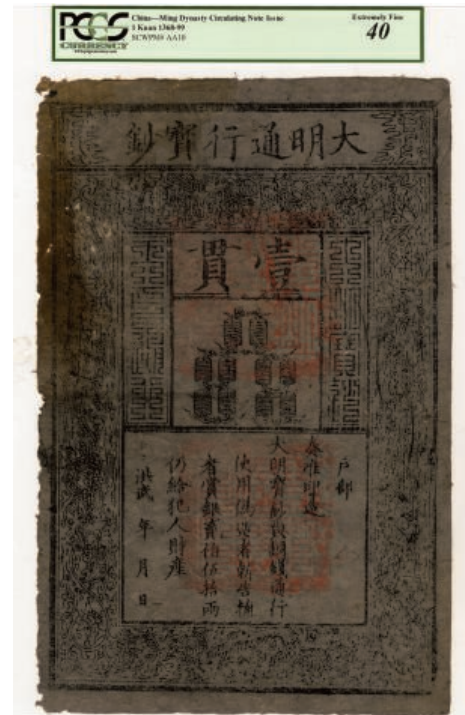 PCGS
CURRENCY
China—Ming Dynasty Circulating Note Issue
1 Kuan 1368-99
SCWPM# AA10
Extremely Fine
40
大明通行寶鈔
壹貫
戶部
奏准印造
大明寶鈔與銅錢通行
使用偽造者斬告捕
者賞銀貳佰伍拾兩
仍給犯人財產
洪武 年 月 日